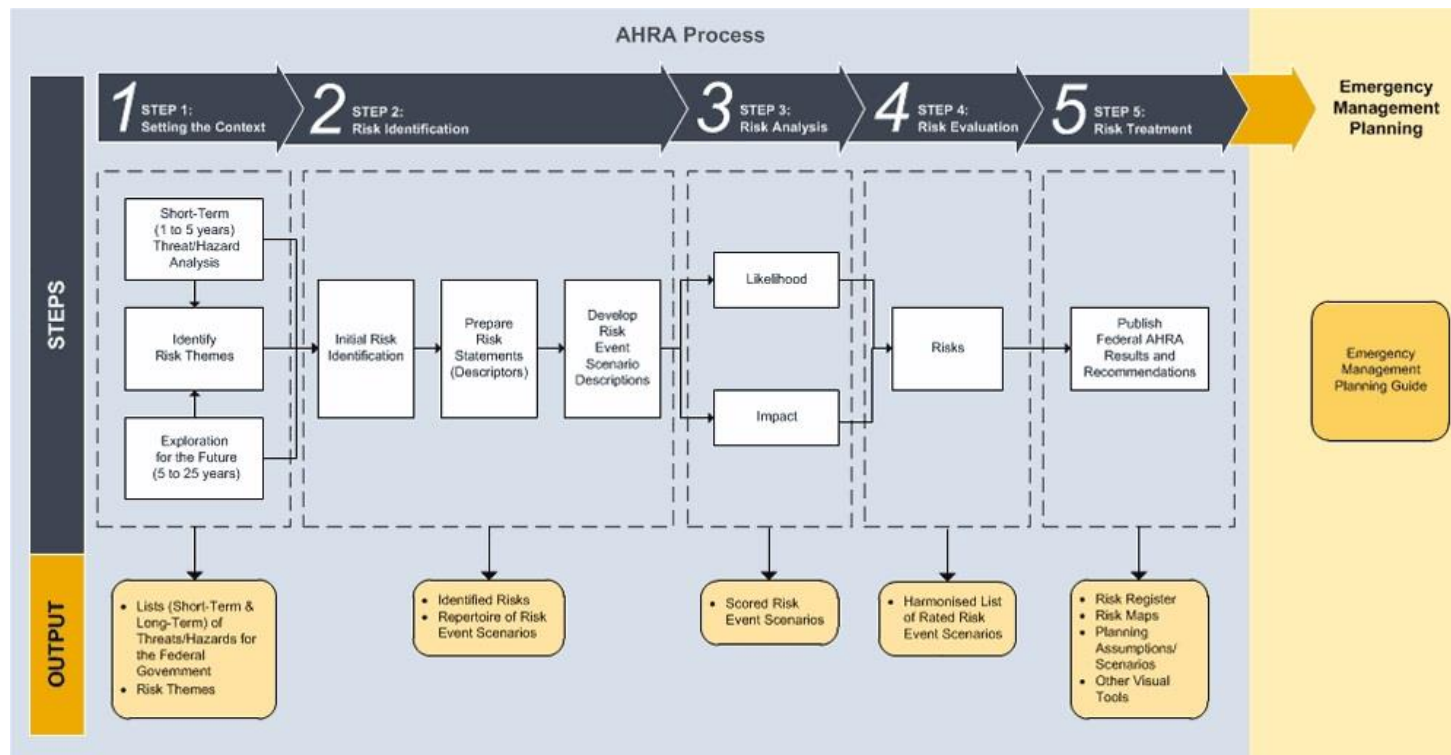 AHRA Process
1
STEP 1:
Setting the Context
2
STEP 2:
Risk Identification
3
STEP 3:
Risk Analysis
4
STEP 4:
Risk Evaluation
5
STEP 5:
Risk Treatment
Emergency
Management
Planning
STEPS
Short-Term
(1 to 5 years)
Threat/Hazard
Analysis
Identify
Risk Themes
Exploration
for the Future
(5 to 25 years)
Initial Risk
Identification
Prepare
Risk
Statements
(Descriptors)
Develop
Risk
Event
Scenario
Descriptions
Likelihood
Impact
Risks
Publish
Federal AHRA
Results and
Recommendations
Emergency
Management
Planning Guide
OUTPUT
• Lists (Short-Term &
Long-Term) of
Threats/Hazards for
the Federal
Government
• Risk Themes
• Identified Risks
• Repertoire of Risk
Event Scenarios
• Scored Risk
Event Scenarios
• Harmonised List
of Rated Risk
Event Scenarios
• Risk Register
• Risk Maps
• Planning
Assumptions/
Scenarios
• Other Visual
Tools